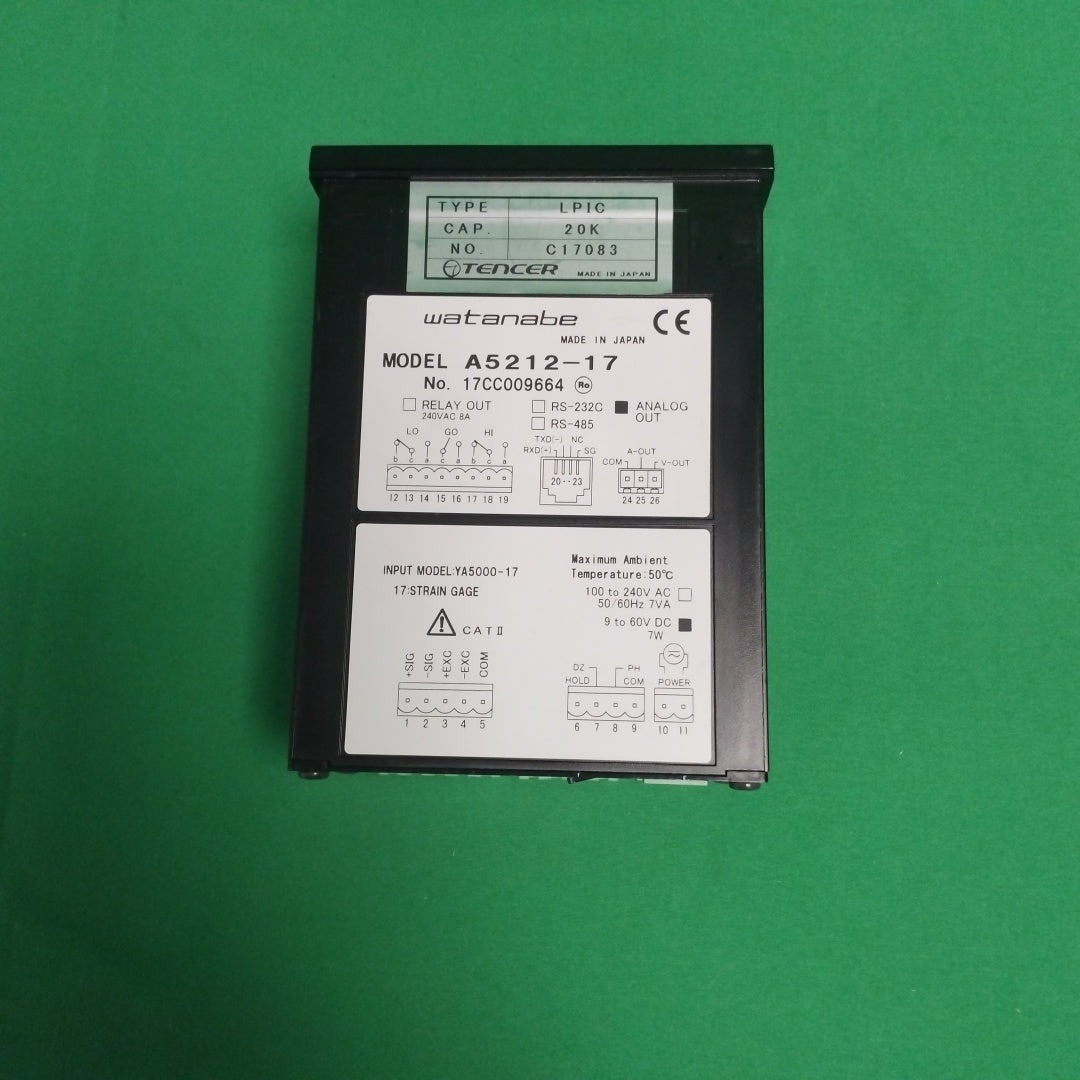 TYPE LPIC
CAP. 20K
NO. C17083
TENCER MADE IN JAPAN
watanabe CE
MADE IN JAPAN
MODEL A5212-17
No. 17CC009664 Ro
RELAY OUT
240VAC 8A
RS-232C
RS-485
ANALOG
OUT
LO GO HI
b c a c a b c a
12 13 14 15 16 17 18 19
TXD(-) NC
RXD(+) SG
20··23
A-OUT
COM V-OUT
24 25 26
INPUT MODEL:YA5000-17
17:STRAIN GAGE
CAT II
+SIG -SIG +EXC -EXC COM
1 2 3 4 5
Maximum Ambient
Temperature:50℃
100 to 240V AC
50/60Hz 7VA
9 to 60V DC
7W
DZ PH
HOLD COM POWER
6 7 8 9 10 11